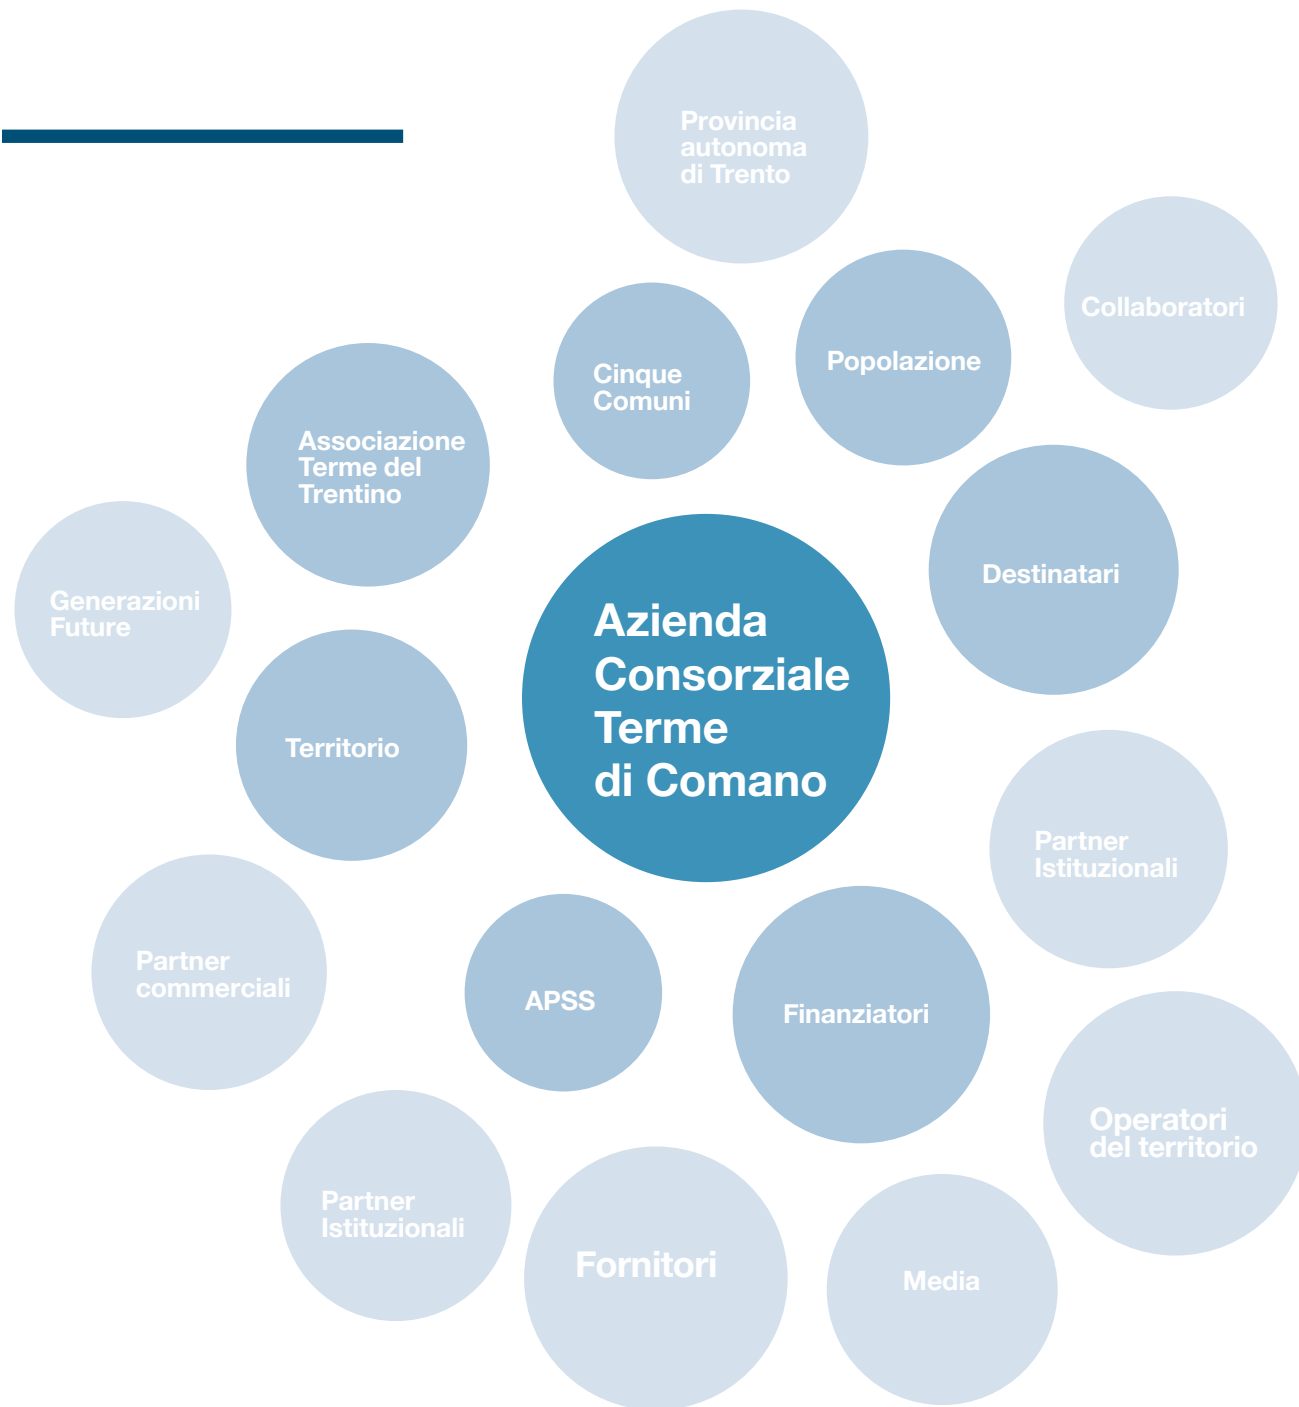 Provincia
autonoma
di Trento
Collaboratori
Popolazione
Cinque
Comuni
Associazione
Terme del
Trentino
Destinatari
Generazioni
Future
Azienda
Consorziale
Terme
di Comano
Territorio
Partner
Istituzionali
Partner
commerciali
APSS
Finanziatori
Operatori
del territorio
Partner
Istituzionali
Fornitori
Media